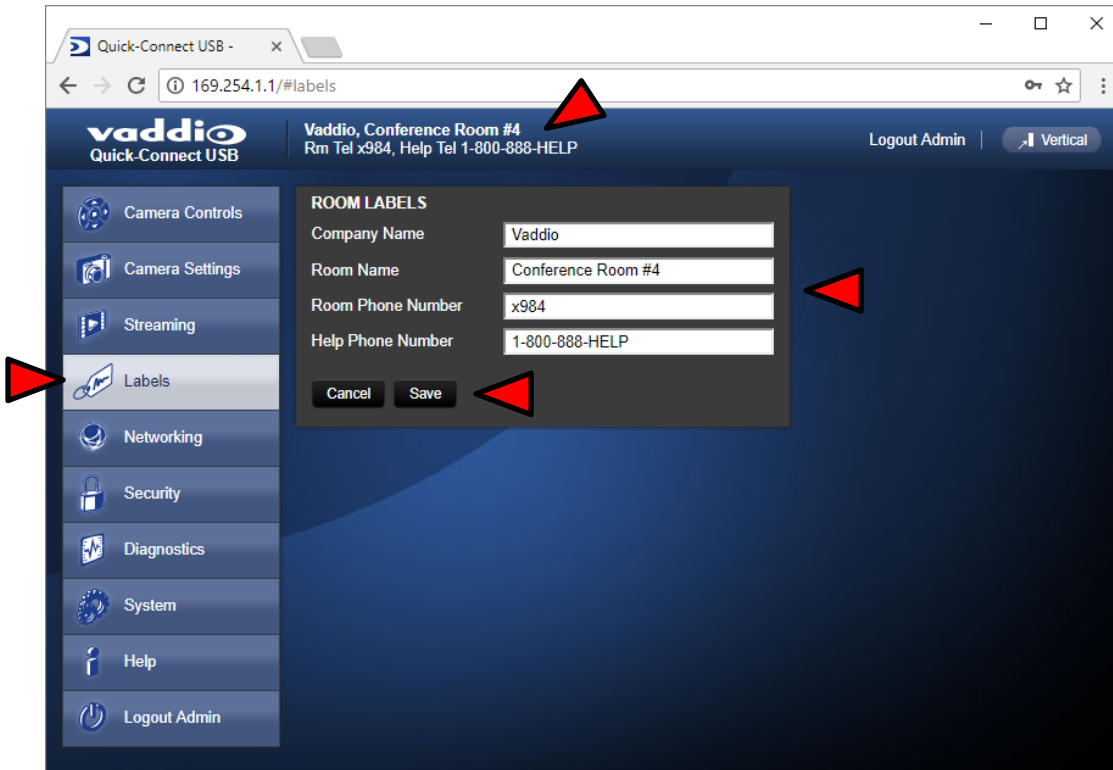 Quick-Connect USB -
169.254.1.1/#labels
vaddio
Quick-Connect USB
Vaddio, Conference Room #4
Rm Tel x984, Help Tel 1-800-888-HELP
Logout Admin
Vertical
Camera Controls
Camera Settings
Streaming
Labels
Networking
Security
Diagnostics
System
Help
Logout Admin
ROOM LABELS
Company Name Vaddio
Room Name Conference Room #4
Room Phone Number x984
Help Phone Number 1-800-888-HELP
Cancel Save